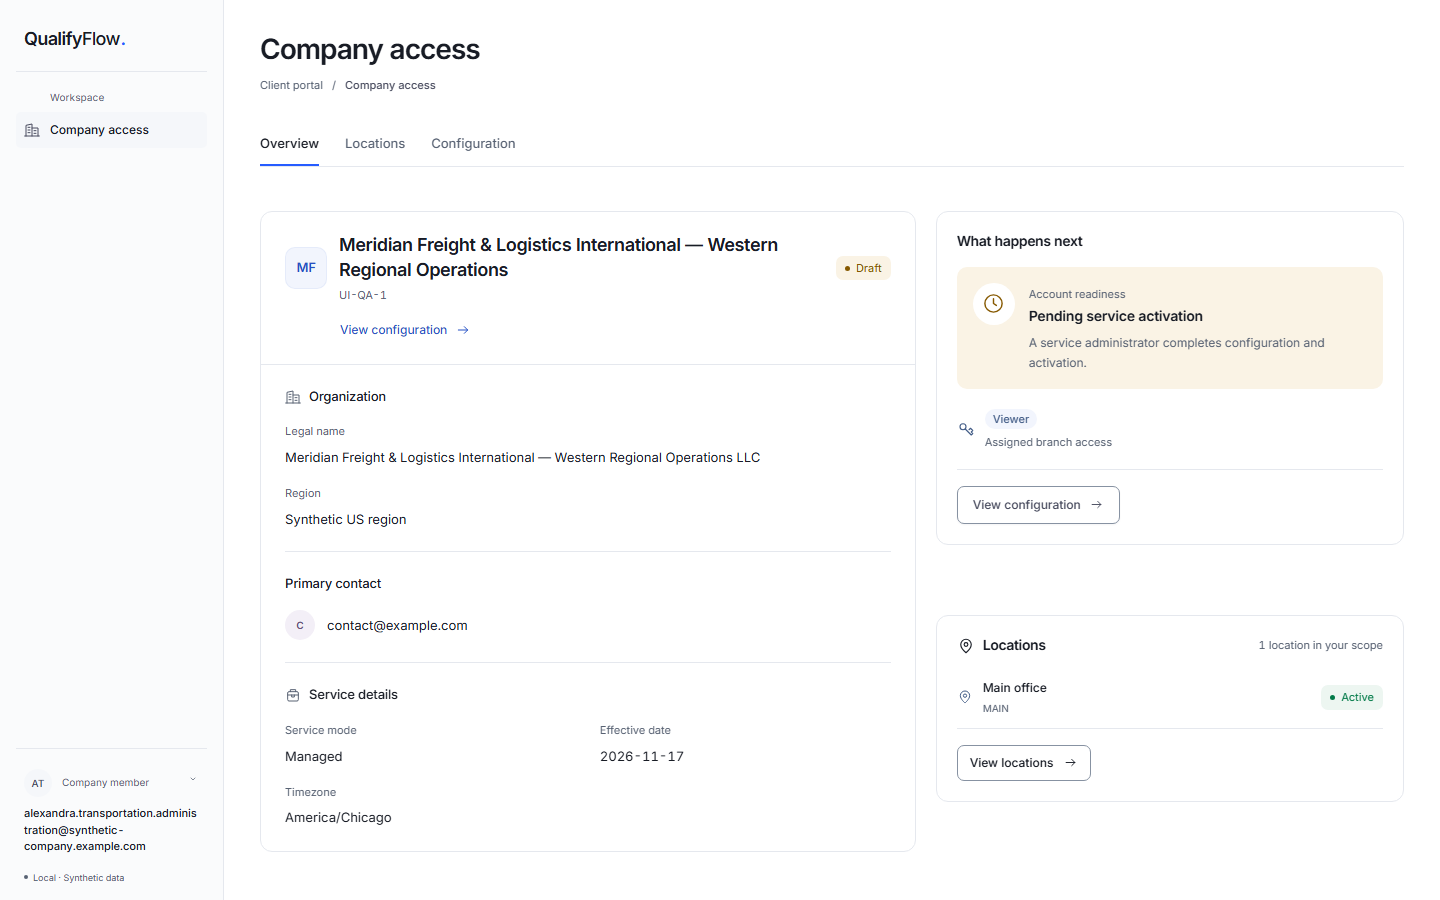 QualifyFlow.
Workspace
Company access
AT
Company member
alexandra.transportation.adminis
tration@synthetic-
company.example.com
Local · Synthetic data
Company access
Client portal / Company access
Overview
Locations
Configuration
MF
Meridian Freight & Logistics International — Western
Regional Operations
UI-QA-1
Draft
View configuration →
Organization
Legal name
Meridian Freight & Logistics International — Western Regional Operations LLC
Region
Synthetic US region
Primary contact
C
contact@example.com
Service details
Service mode
Managed
Effective date
2026-11-17
Timezone
America/Chicago
What happens next
Account readiness
Pending service activation
A service administrator completes configuration and
activation.
Viewer
Assigned branch access
View configuration →
Locations
1 location in your scope
Main office
MAIN
Active
View locations →